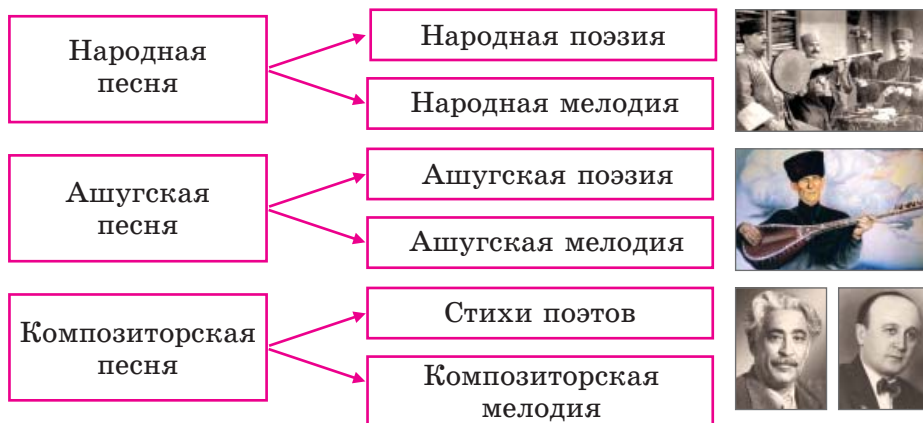 Народная
песня
Народная поэзия
Народная мелодия
Ашугская
песня
Ашугская поэзия
Ашугская мелодия
Композиторская
песня
Стихи поэтов
Композиторская
мелодия